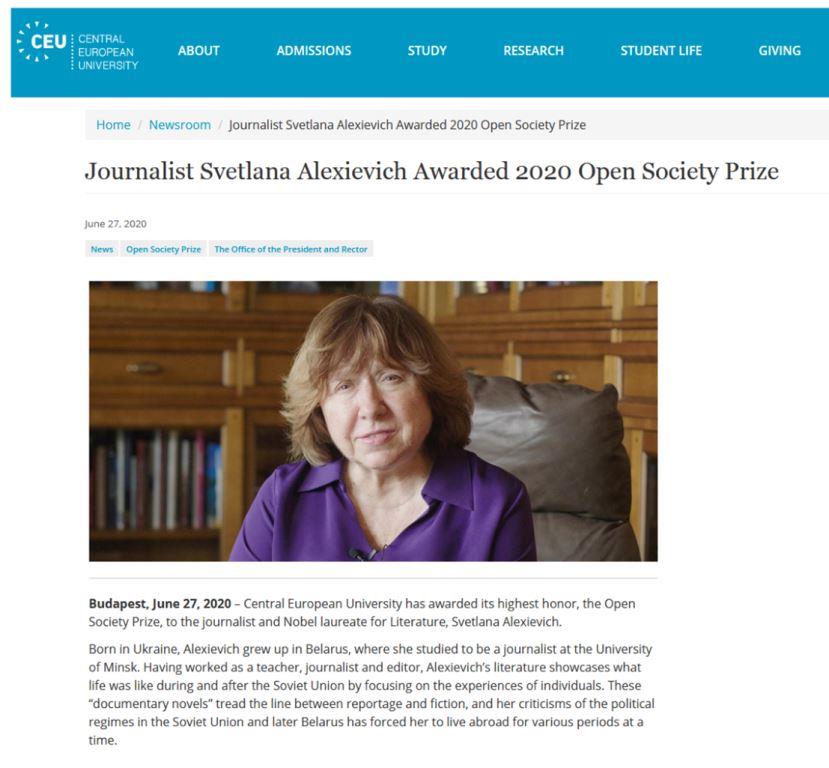 CEU
CENTRAL
EUROPEAN
UNIVERSITY
ABOUT ADMISSIONS STUDY RESEARCH STUDENT LIFE GIVING
Home / Newsroom / Journalist Svetlana Alexievich Awarded 2020 Open Society Prize
Journalist Svetlana Alexievich Awarded 2020 Open Society Prize
June 27, 2020
News Open Society Prize The Office of the President and Rector
Budapest, June 27, 2020 – Central European University has awarded its highest honor, the Open
Society Prize, to the journalist and Nobel laureate for Literature, Svetlana Alexievich.
Born in Ukraine, Alexievich grew up in Belarus, where she studied to be a journalist at the University
of Minsk. Having worked as a teacher, journalist and editor, Alexievich’s literature showcases what
life was like during and after the Soviet Union by focusing on the experiences of individuals. These
“documentary novels” tread the line between reportage and fiction, and her criticisms of the political
regimes in the Soviet Union and later Belarus has forced her to live abroad for various periods at a
time.